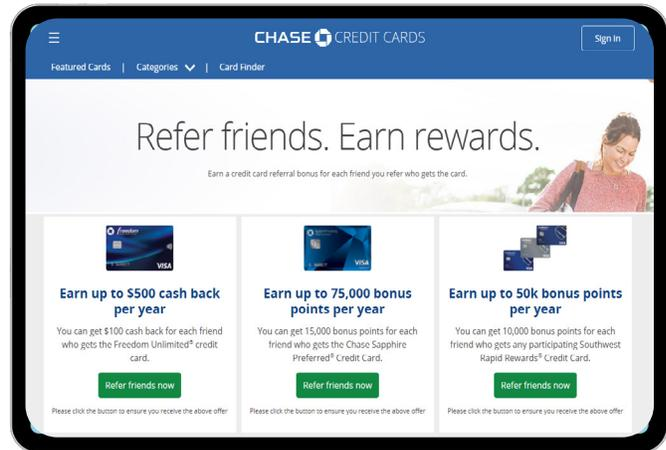 CHASE CREDIT CARDS
Sign in
Featured Cards | Categories | Card Finder
Refer friends. Earn rewards.
Earn a credit card referral bonus for each friend you refer who gets the card.
freedom
VISA
VISA
Earn up to $500 cash back
per year
You can get $100 cash back for each friend
who gets the Freedom Unlimited® credit
card.
Refer friends now
Please click the button to ensure you receive the above offer
Earn up to 75,000 bonus
points per year
You can get 15,000 bonus points for each
friend who gets the Chase Sapphire
Preferred® Credit Card.
Refer friends now
Please click the button to ensure you receive the above offer
Earn up to 50k bonus points
per year
You can get 10,000 bonus points for each
friend who gets any participating Southwest
Rapid Rewards® Credit Card.
Refer friends now
Please click the button to ensure you receive the above offer